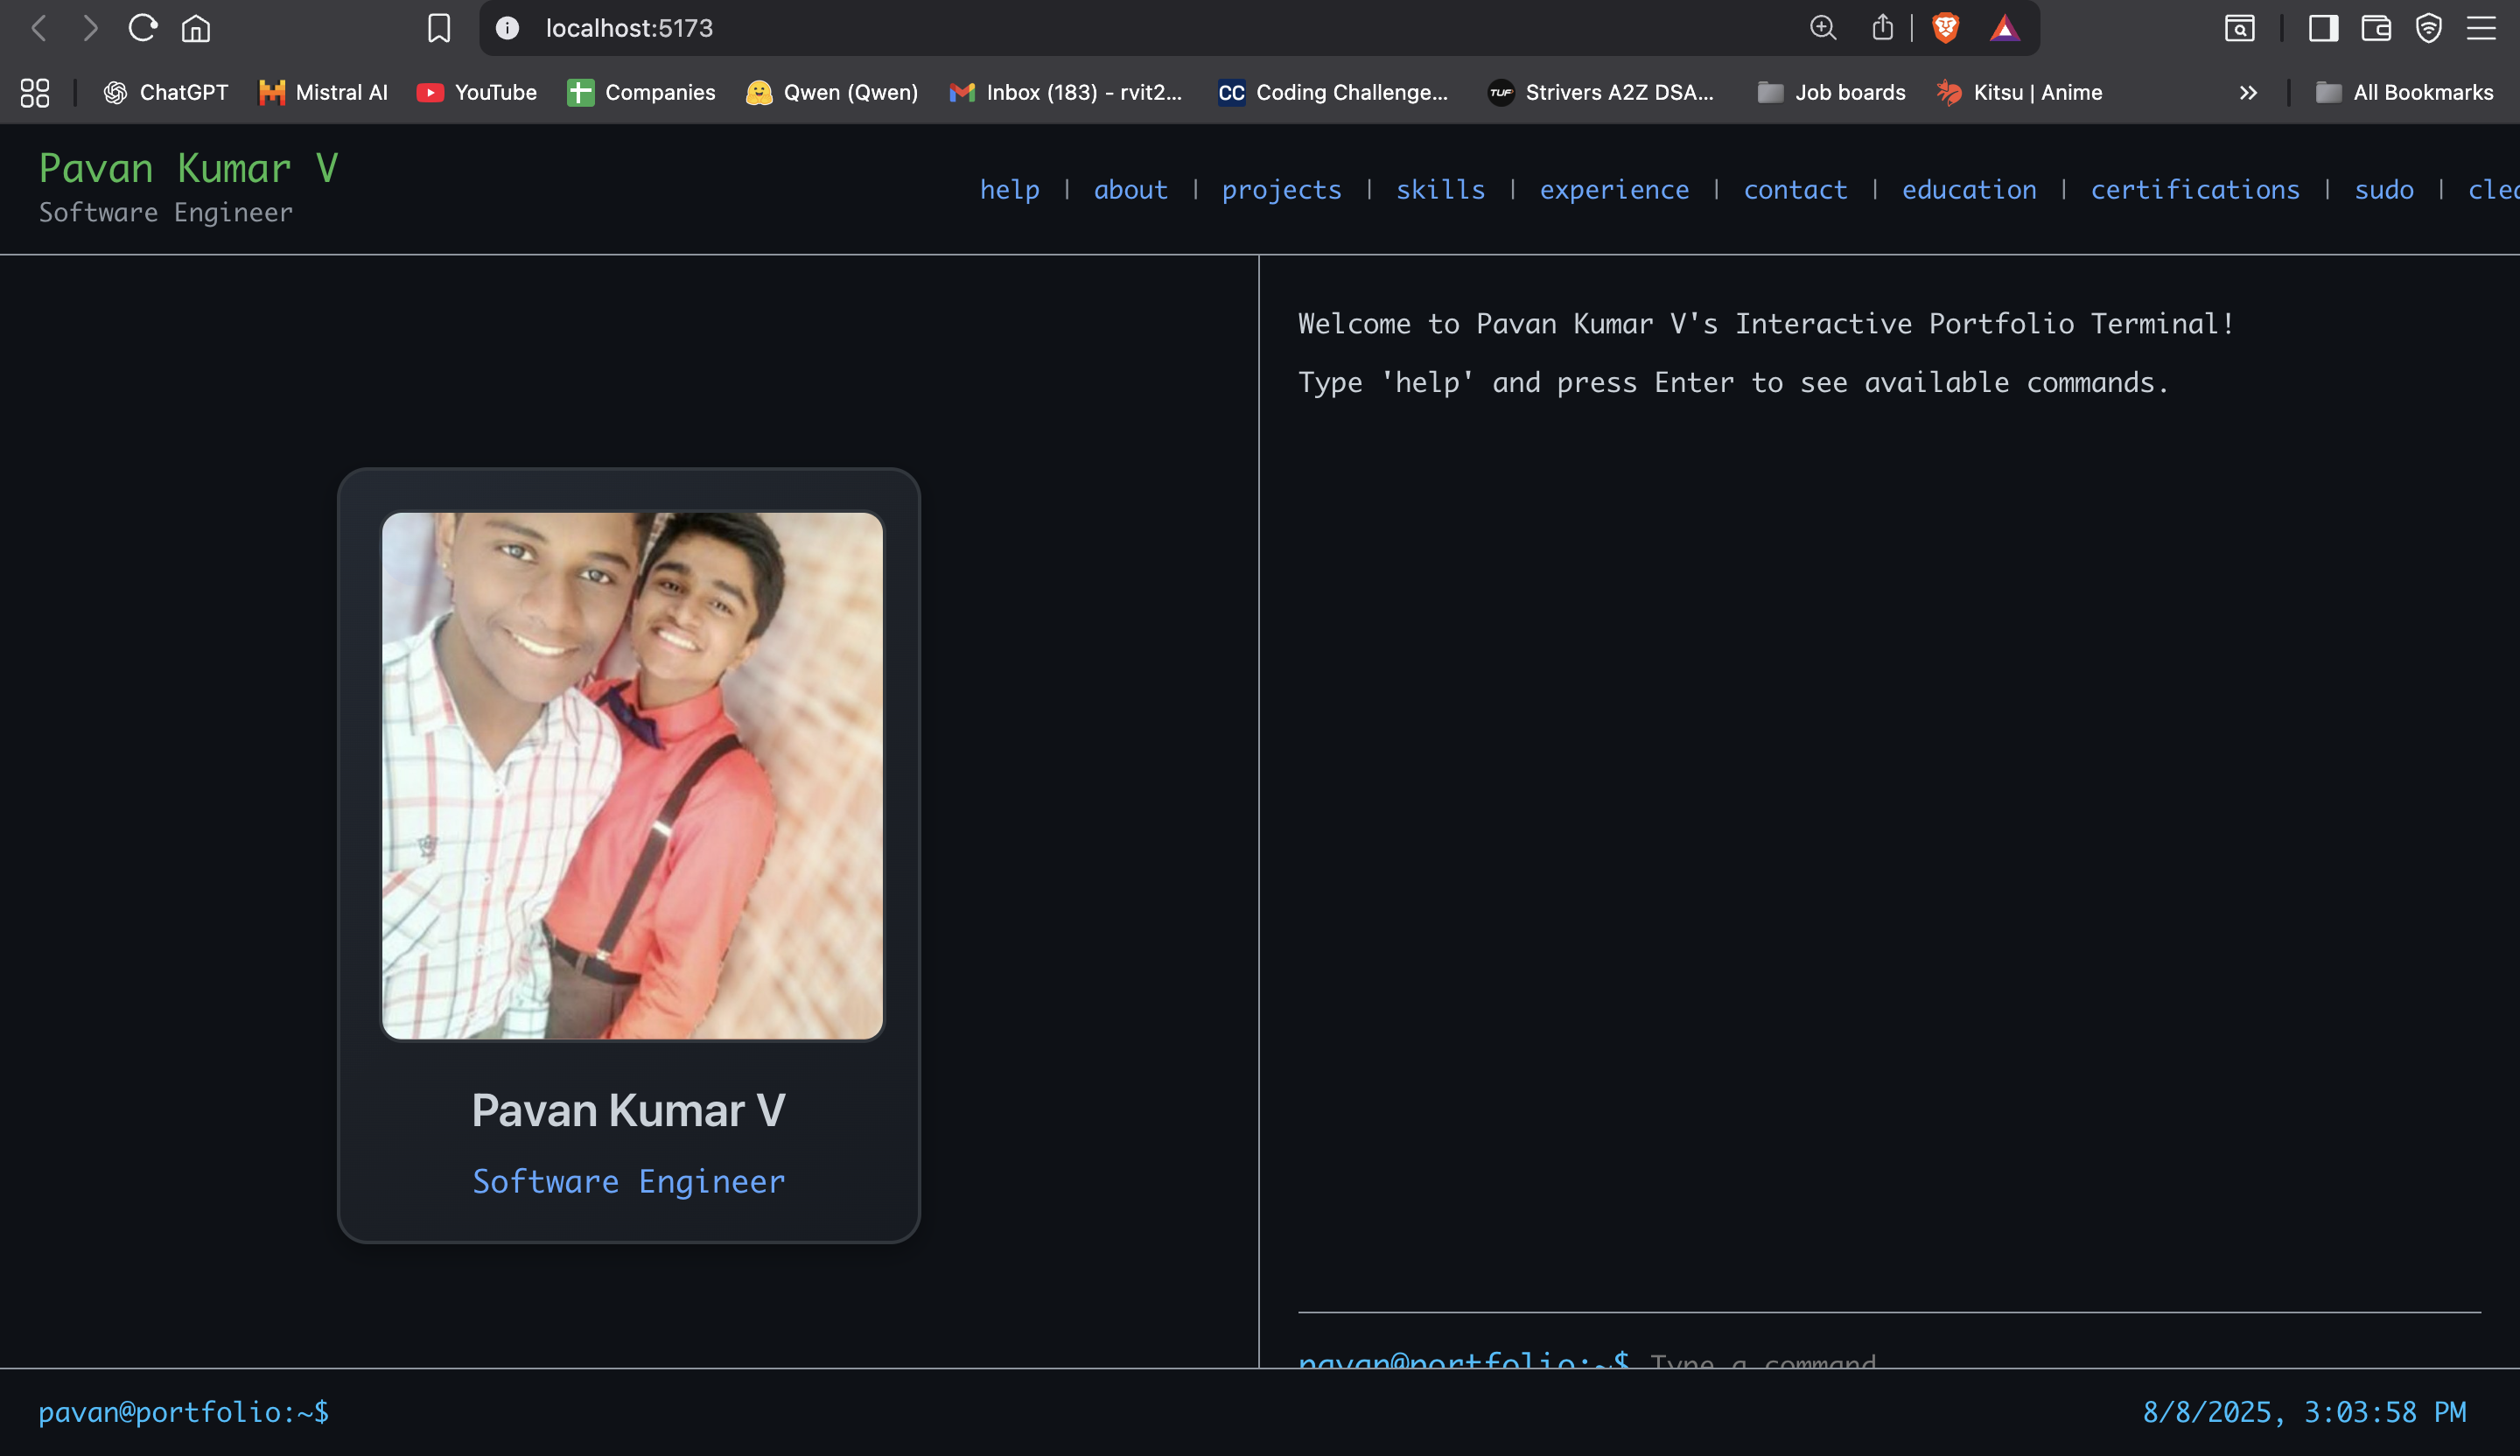 localhost:5173
ChatGPT Mistral AI YouTube Companies Qwen (Qwen) Inbox (183) - rvit2... CC Coding Challenge... TUF Strivers A2Z DSA... Job boards Kitsu | Anime All Bookmarks
Pavan Kumar V
Software Engineer
help | about | projects | skills | experience | contact | education | certifications | sudo | clea
Welcome to Pavan Kumar V's Interactive Portfolio Terminal!
Type 'help' and press Enter to see available commands.
Pavan Kumar V
Software Engineer
pavan@portfolio:~$ Type a command
pavan@portfolio:~$ 8/8/2025, 3:03:58 PM